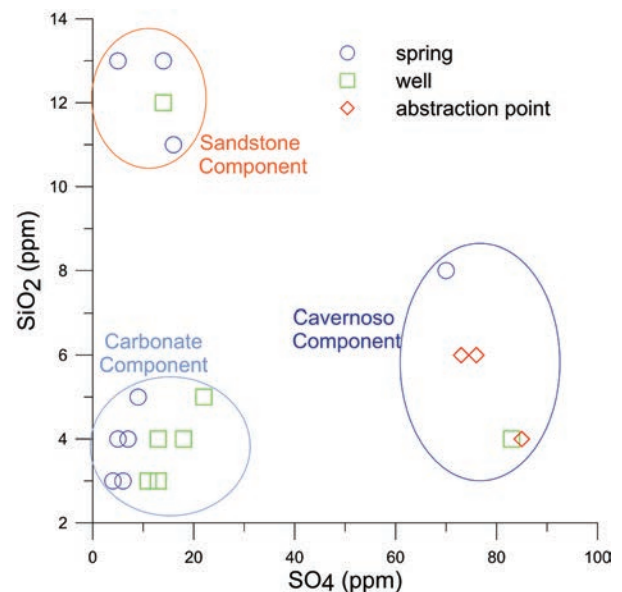 14
12
14
8
6
4
2
SiO2 (ppm)
spring
well
abstraction point
Sandstone
Component
Cavernoso
Component
Carbonate
Component
0 20 40 60 80 100
SO4 (ppm)